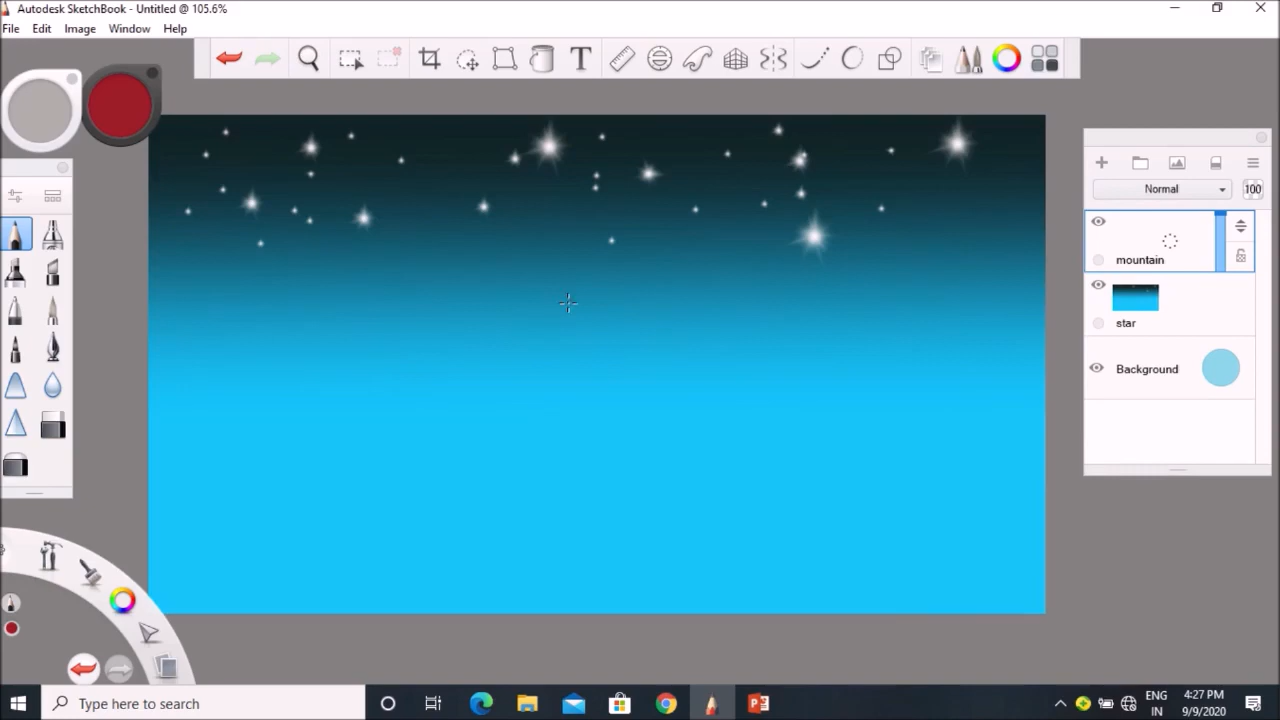 Autodesk SketchBook - Untitled @ 105.6%
File Edit Image Window Help
T
Normal 100
mountain
star
Background
Type here to search
ENG
IN
4:27 PM
9/9/2020